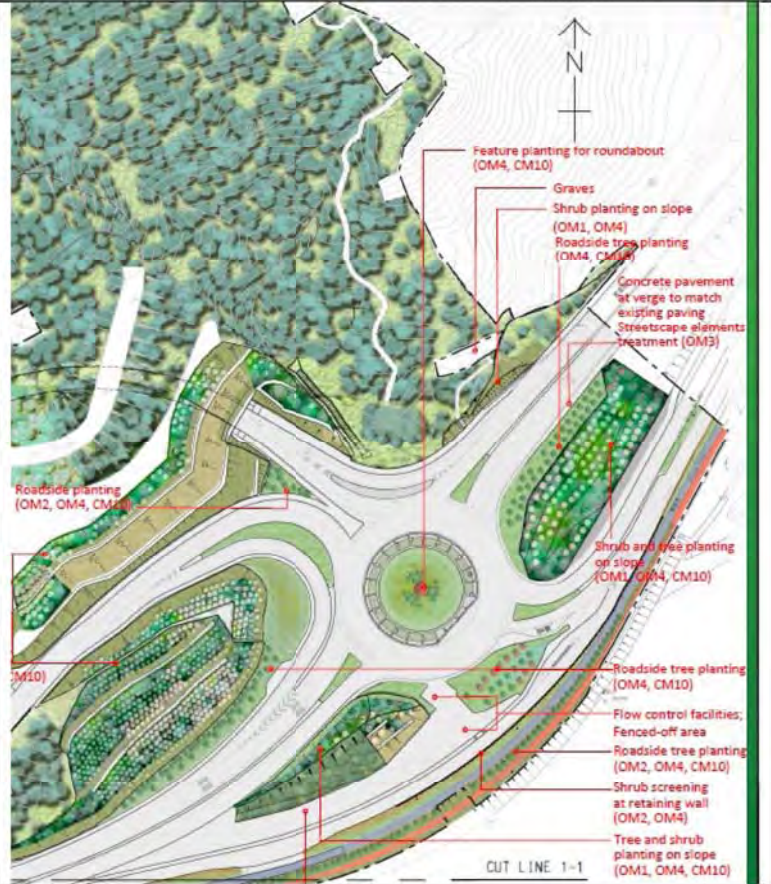 N
Feature planting for roundabout
(OM4, CM10)
Graves
Shrub planting on slope
(OM1, OM4)
Roadside tree planting
(OM4, CM10)
Concrete pavement
at verge to match
existing paving
Streetscape elements
treatment (OM3)
Roadside planting
(OM2, OM4, CM10)
Shrub and tree planting
on slope
(OM1, OM4, CM10)
CM10)
Roadside tree planting
(OM4, CM10)
Flow control facilities;
Fenced-off area
Roadside tree planting
(OM2, OM4, CM10)
Shrub screening
at retaining wall
(OM2, OM4)
Tree and shrub
planting on slope
(OM1, OM4, CM10)
CUT LINE 1-1